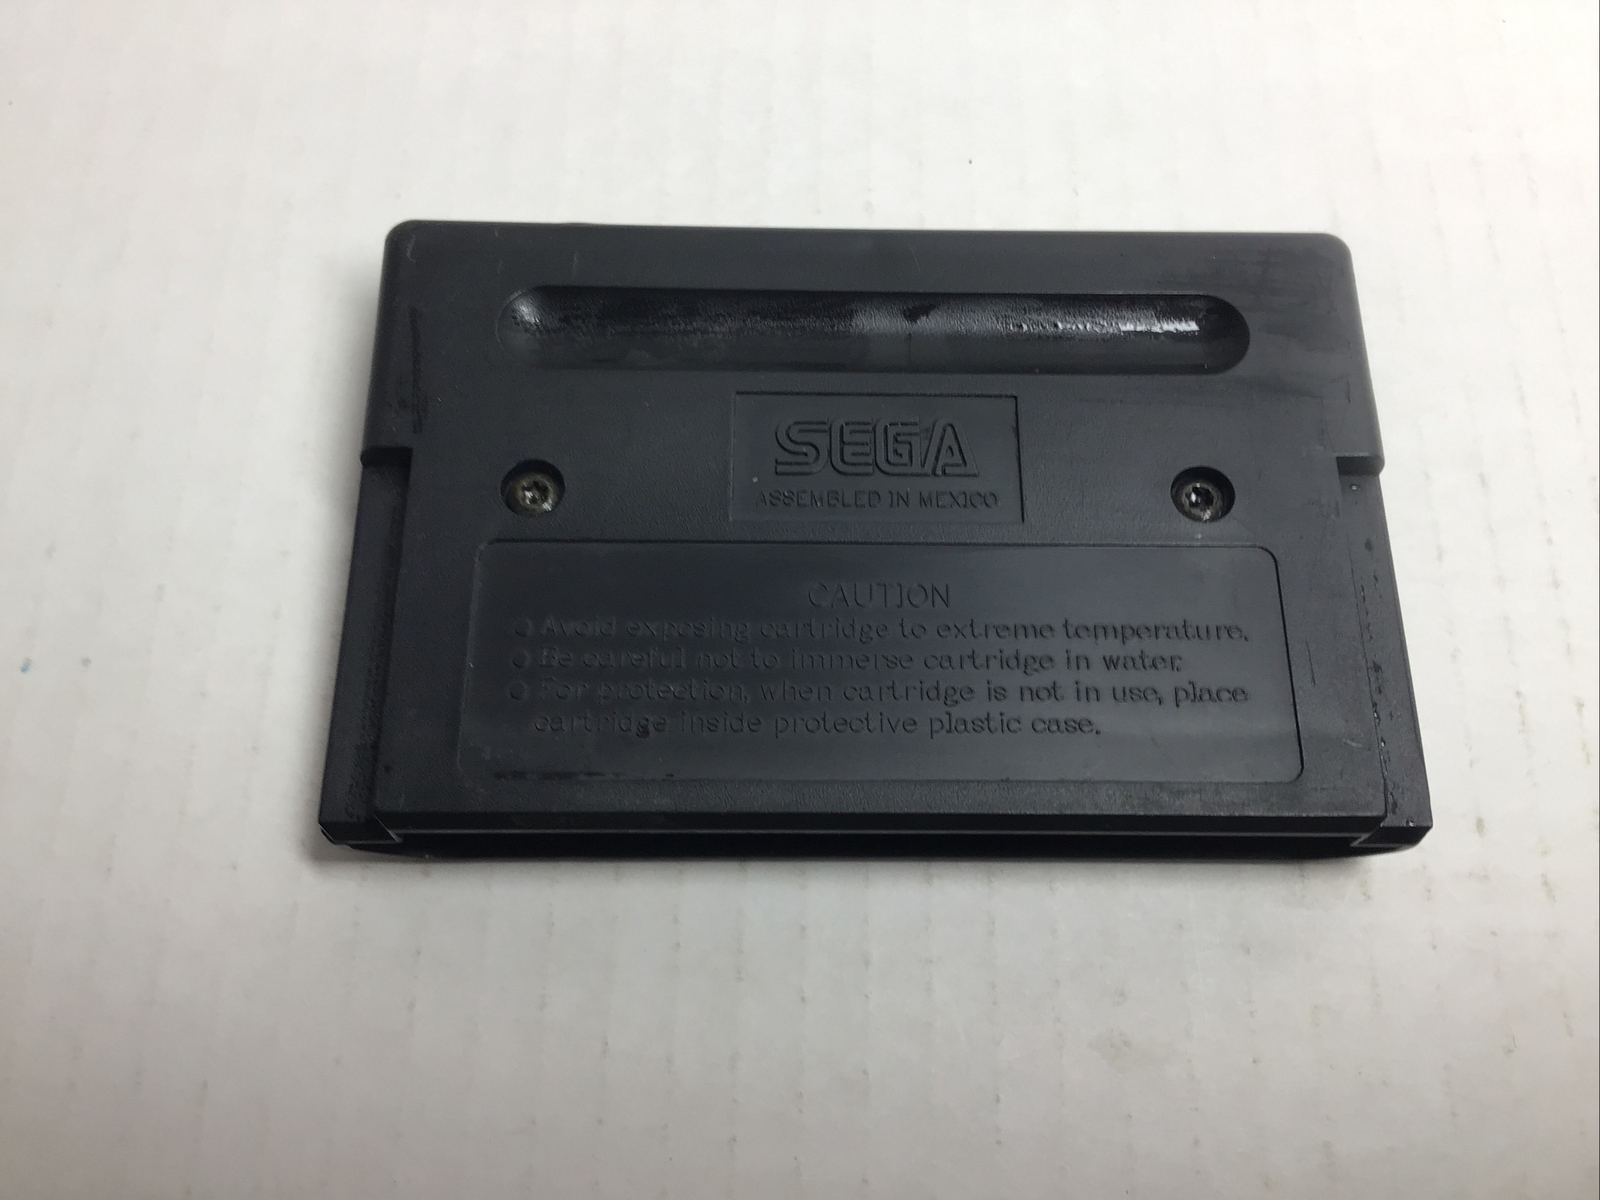 SEGA
ASSEMBLED IN MEXICO
CAUTION
○ Avoid exposing cartridge to extreme temperature.
○ Be careful not to immerse cartridge in water.
○ For protection, when cartridge is not in use, place
cartridge inside protective plastic case.